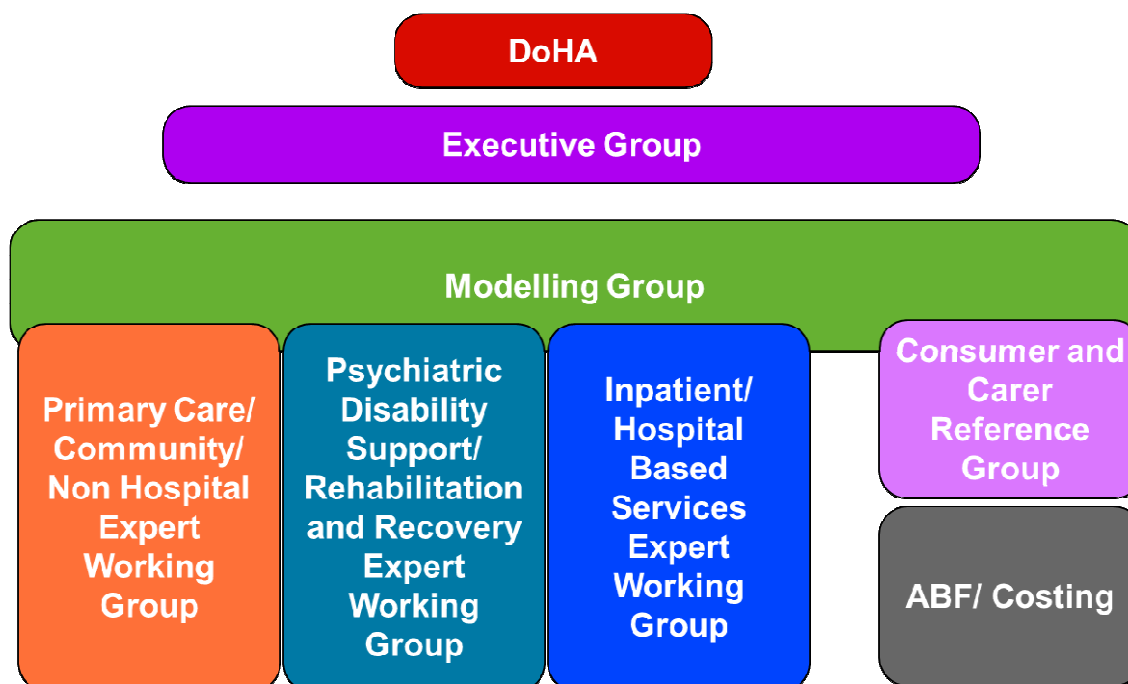 DoHA
Executive Group
Modelling Group
Primary Care/
Community/
Non Hospital
Expert
Working
Group
Psychiatric
Disability
Support/
Rehabilitation
and Recovery
Expert
Working
Group
Inpatient/
Hospital
Based
Services
Expert
Working
Group
Consumer and
Carer
Reference
Group
ABF/ Costing